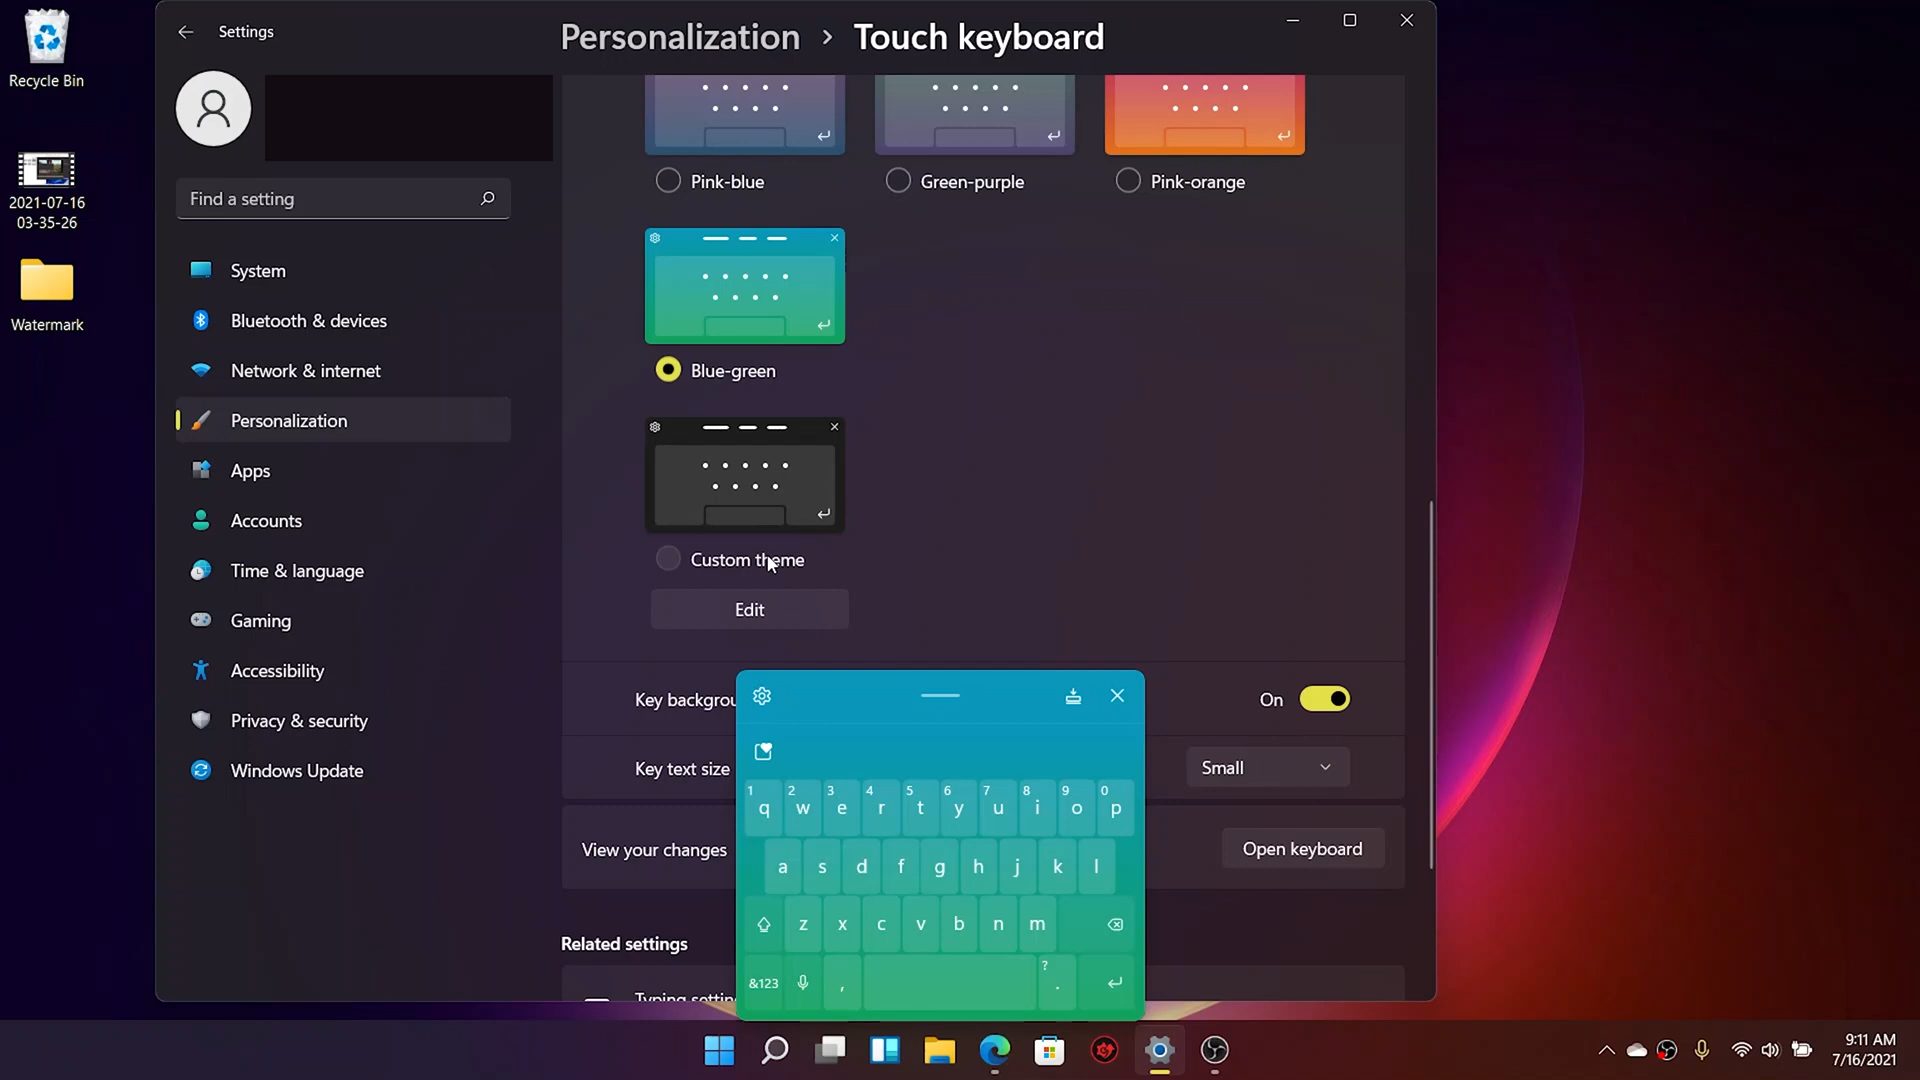 Recycle Bin
2021-07-16
03-35-26
Watermark
Settings
Find a setting
System
Bluetooth & devices
Network & internet
Personalization
Apps
Accounts
Time & language
Gaming
Accessibility
Privacy & security
Windows Update
Personalization > Touch keyboard
Pink-blue
Green-purple
Pink-orange
Blue-green
Custom theme
Edit
Key backgrou
On
Key text size
Small
View your changes
Open keyboard
Related settings
Typing settin
1 2 3 4 5 6 7 8 9 0
q w e r t y u i o p
a s d f g h j k l
z x c v b n m
?
&123 , .
9:11 AM
7/16/2021